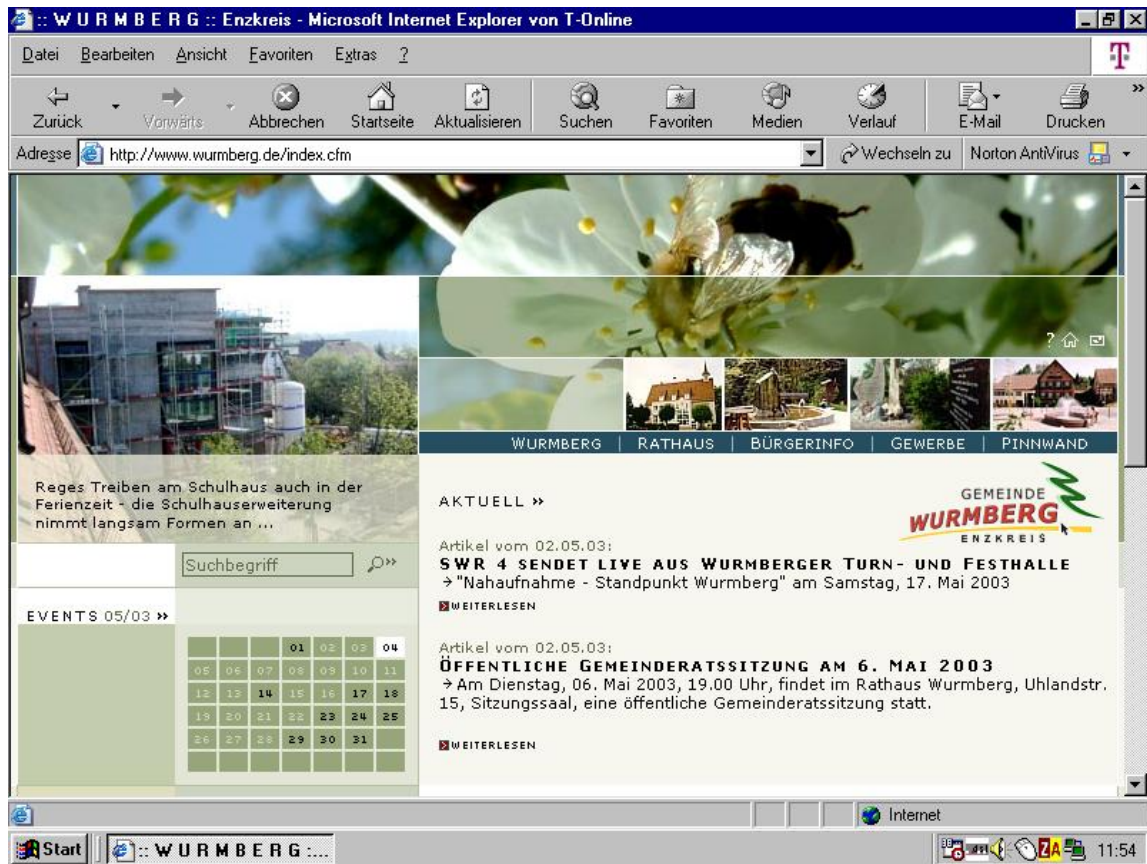 :: W U R M B E R G :: Enzkreis - Microsoft Internet Explorer von T-Online
Datei Bearbeiten Ansicht Favoriten Extras ?
T
Zurück Vorwärts Abbrechen Startseite Aktualisieren Suchen Favoriten Medien Verlauf E-Mail Drucken »
Adresse http://www.wurmberg.de/index.cfm Wechseln zu Norton AntiVirus
?
WURMBERG | RATHAUS | BÜRGERINFO | GEWERBE | PINNWAND
Reges Treiben am Schulhaus auch in der
Ferienzeit - die Schulhauserweiterung
nimmt langsam Formen an ...
Suchbegriff »
EVENTS 05/03 »
01 02 03 04
05 06 07 08 09 10 11
12 13 14 15 16 17 18
19 20 21 22 23 24 25
26 27 28 29 30 31
AKTUELL »
GEMEINDE
WURMBERG
ENZKREIS
Artikel vom 02.05.03:
SWR 4 SENDET LIVE AUS WURMBERGER TURN- UND FESTHALLE
→"Nahaufnahme - Standpunkt Wurmberg" am Samstag, 17. Mai 2003
WEITERLESEN
Artikel vom 02.05.03:
ÖFFENTLICHE GEMEINDERATSSITZUNG AM 6. MAI 2003
→Am Dienstag, 06. Mai 2003, 19.00 Uhr, findet im Rathaus Wurmberg, Uhlandstr.
15, Sitzungssaal, eine öffentliche Gemeinderatssitzung statt.
WEITERLESEN
Internet
Start :: W U R M B E R G :... ZA 11:54